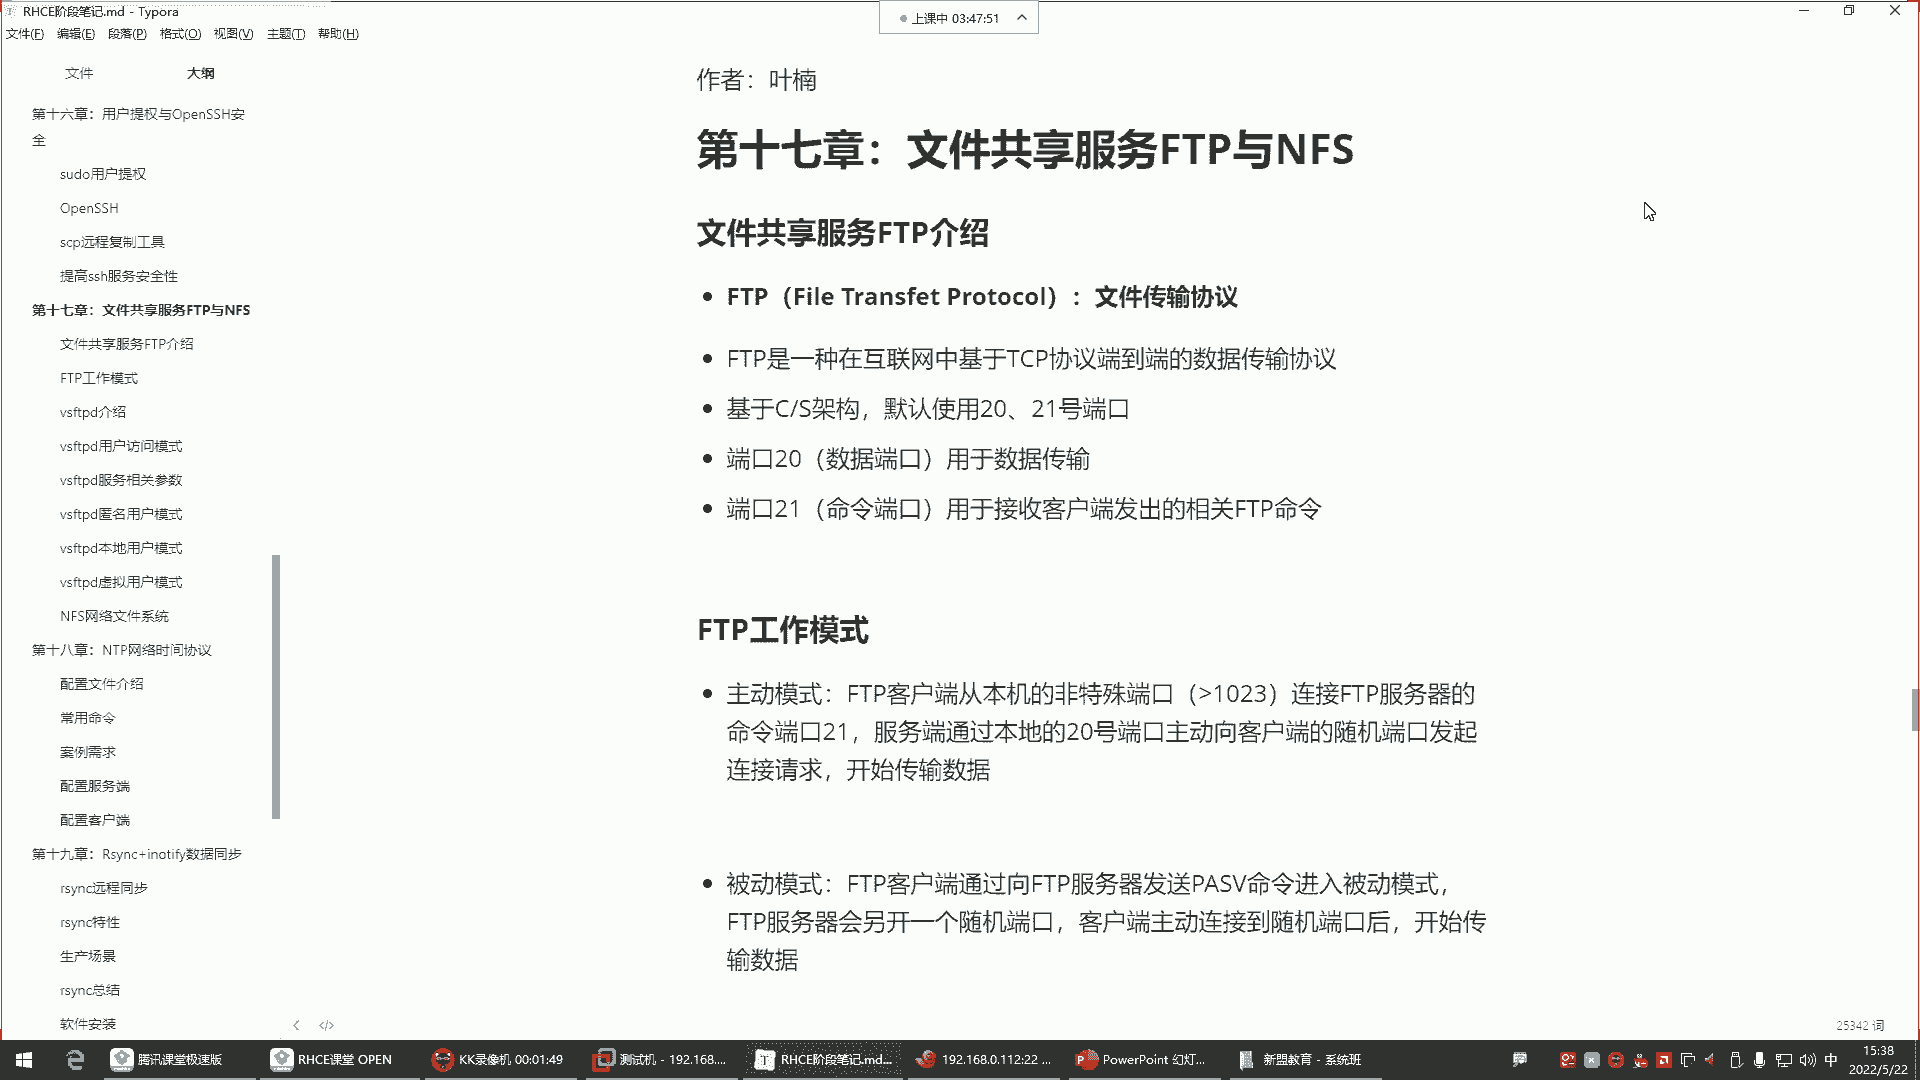 RHCE阶段笔记.md - Typora
上课中 03:47:51
文件(F) 编辑(E) 段落(P) 格式(O) 视图(V) 主题(T) 帮助(H)
文件 大纲
第十六章：用户提权与OpenSSH安
全
sudo用户提权
OpenSSH
scp远程复制工具
提高ssh服务安全性
第十七章：文件共享服务FTP与NFS
文件共享服务FTP介绍
FTP工作模式
vsftpd介绍
vsftpd用户访问模式
vsftpd服务相关参数
vsftpd匿名用户模式
vsftpd本地用户模式
vsftpd虚拟用户模式
NFS网络文件系统
第十八章：NTP网络时间协议
配置文件介绍
常用命令
案例需求
配置服务端
配置客户端
第十九章：Rsync+inotify数据同步
rsync远程同步
rsync特性
生产场景
rsync总结
软件安装
作者：叶楠
第十七章：文件共享服务FTP与NFS
文件共享服务FTP介绍
FTP（File Transfet Protocol）：文件传输协议
FTP是一种在互联网中基于TCP协议端到端的数据传输协议
基于C/S架构，默认使用20、21号端口
端口20（数据端口）用于数据传输
端口21（命令端口）用于接收客户端发出的相关FTP命令
FTP工作模式
主动模式：FTP客户端从本机的非特殊端口（>1023）连接FTP服务器的
命令端口21，服务端通过本地的20号端口主动向客户端的随机端口发起
连接请求，开始传输数据
被动模式：FTP客户端通过向FTP服务器发送PASV命令进入被动模式，
FTP服务器会另开一个随机端口，客户端主动连接到随机端口后，开始传
输数据
25342 词
腾讯课堂极速版 RHCE课堂 OPEN KK录像机 00:01:49 测试机 - 192.168.... RHCE阶段笔记.md... 192.168.0.112:22 ... PowerPoint 幻灯... 新盟教育 - 系统班 中
15:38
2022/5/22